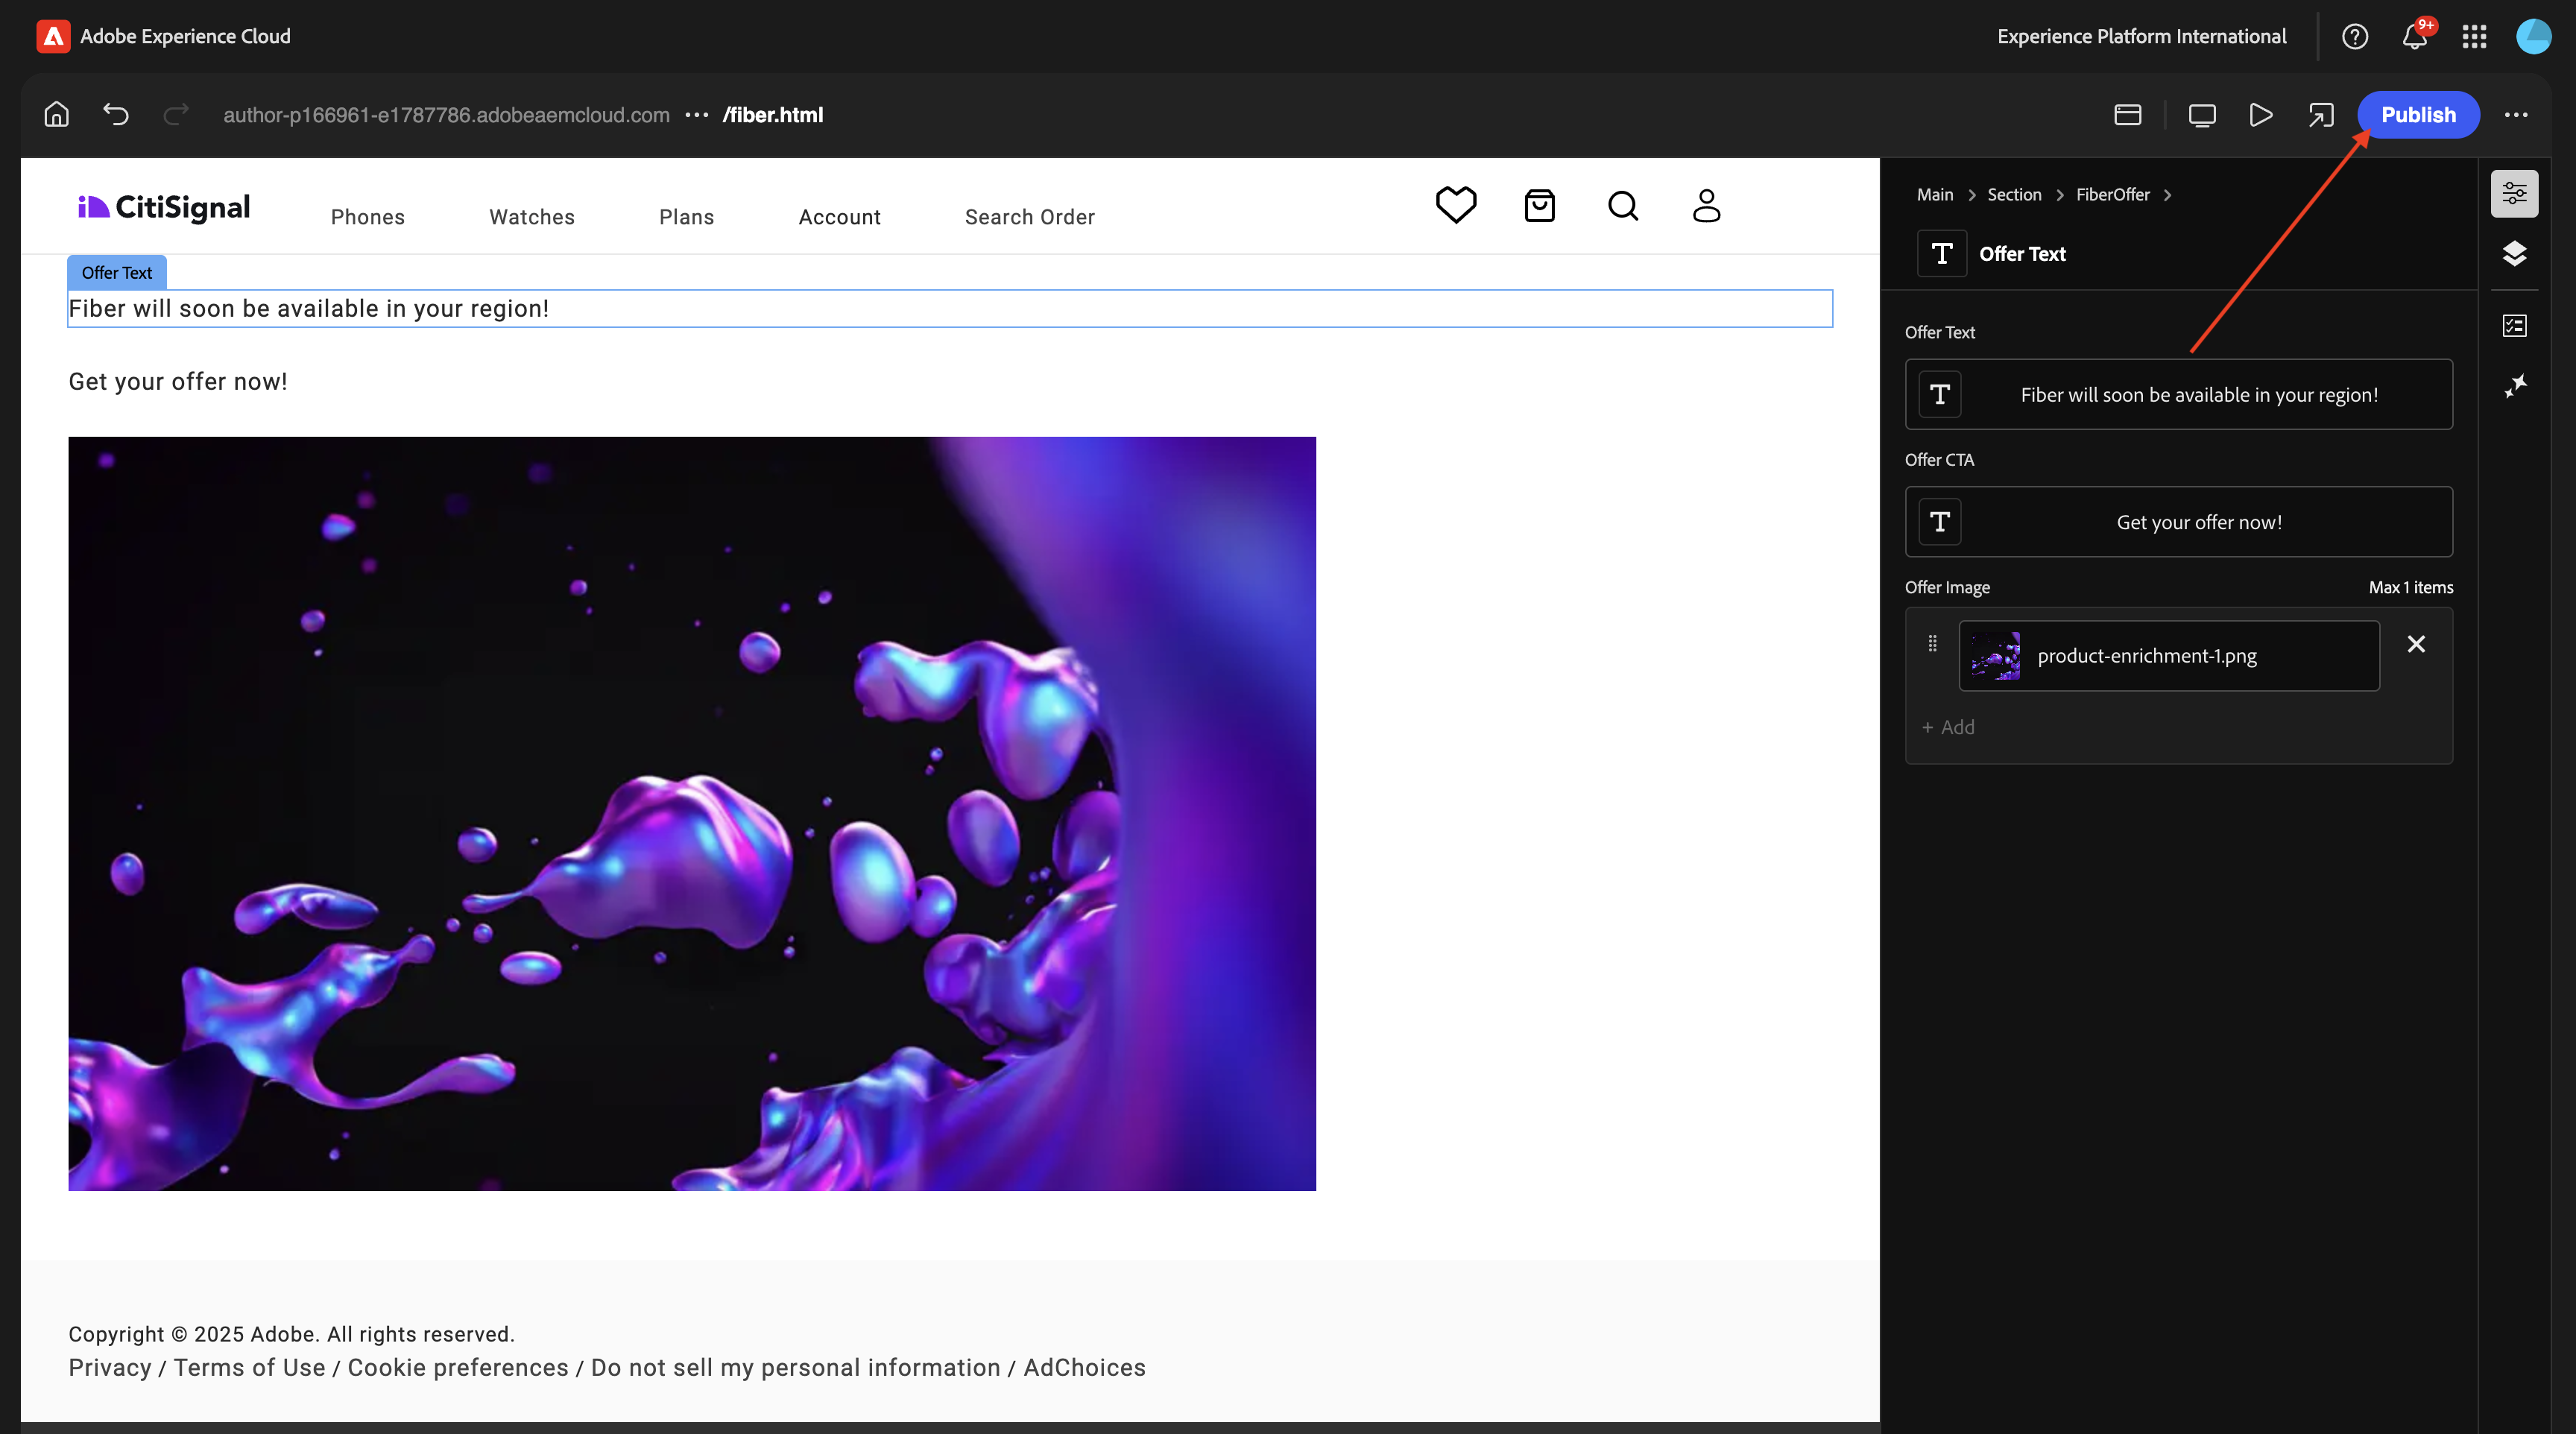 Adobe Experience Cloud
Experience Platform International
9+
author-p166961-e1787786.adobeaemcloud.com ••• /fiber.html
Publish
CitiSignal
Phones
Watches
Plans
Account
Search Order
Offer Text
Fiber will soon be available in your region!
Get your offer now!
Copyright © 2025 Adobe. All rights reserved.
Privacy / Terms of Use / Cookie preferences / Do not sell my personal information / AdChoices
Main > Section > FiberOffer >
T Offer Text
Offer Text
T Fiber will soon be available in your region!
Offer CTA
T Get your offer now!
Offer Image
Max 1 items
product-enrichment-1.png
+ Add